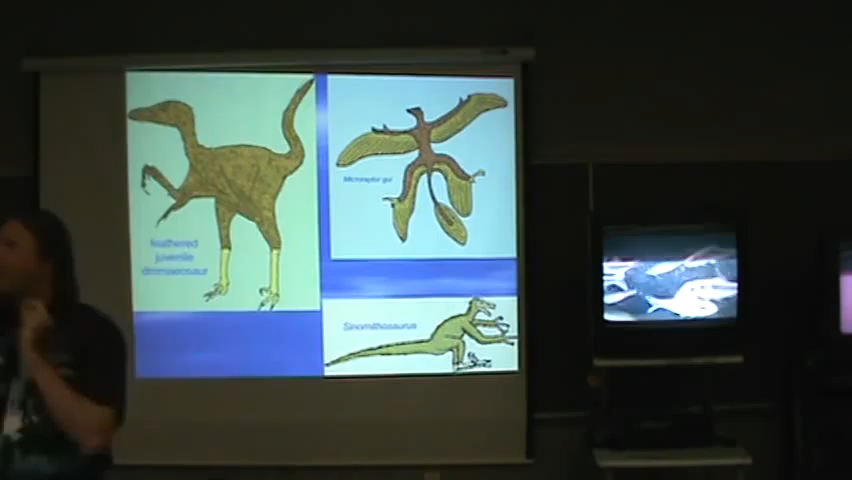 Microraptor gui
feathered
juvenile
dromaeosaur
Sinornithosaurus